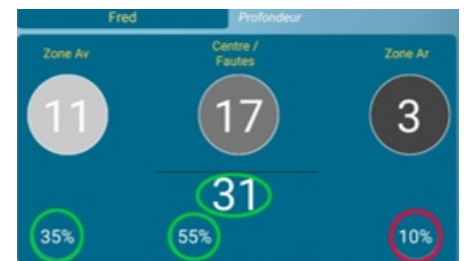 Fred Profondeur
Zone Av
Centre /
Fautes
Zone Ar
11 17 3
31
35% 55% 10%